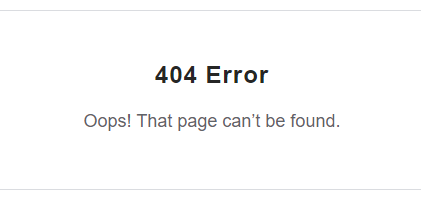 404 Error
Oops! That page can’t be found.